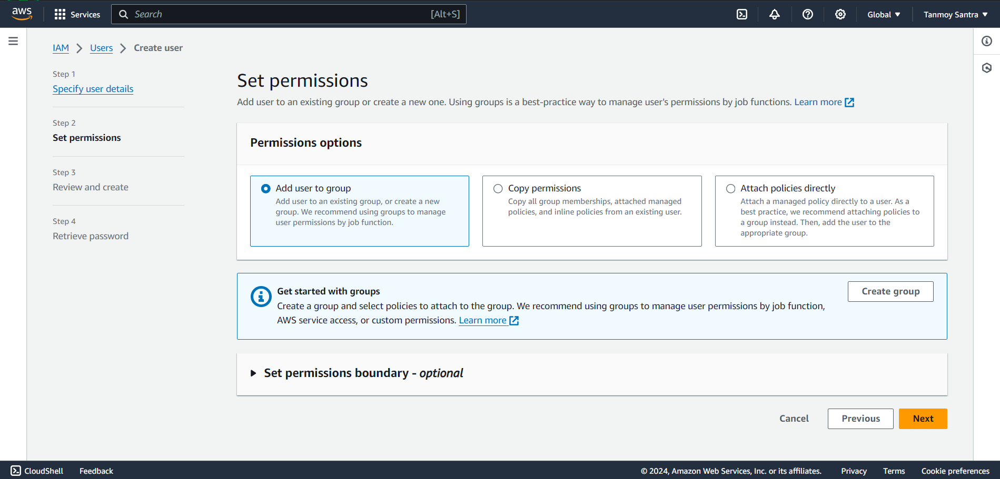 aws
Services
Search
[Alt+S]
Global
Tanmoy Santra
IAM
Users
Create user
Step 1
Specify user details
Step 2
Set permissions
Step 3
Review and create
Step 4
Retrieve password
Set permissions
Add user to an existing group or create a new one. Using groups is a best-practice way to manage user's permissions by job functions. Learn more
Permissions options
Add user to group
Add user to an existing group, or create a new
group. We recommend using groups to manage
user permissions by job function.
Copy permissions
Copy all group memberships, attached managed
policies, and inline policies from an existing user.
Attach policies directly
Attach a managed policy directly to a user. As a
best practice, we recommend attaching policies to
a group instead. Then, add the user to the
appropriate group.
Get started with groups
Create a group and select policies to attach to the group. We recommend using groups to manage user permissions by job function,
AWS service access, or custom permissions. Learn more
Create group
Set permissions boundary - optional
Cancel
Previous
Next
CloudShell
Feedback
© 2024, Amazon Web Services, Inc. or its affiliates.
Privacy
Terms
Cookie preferences